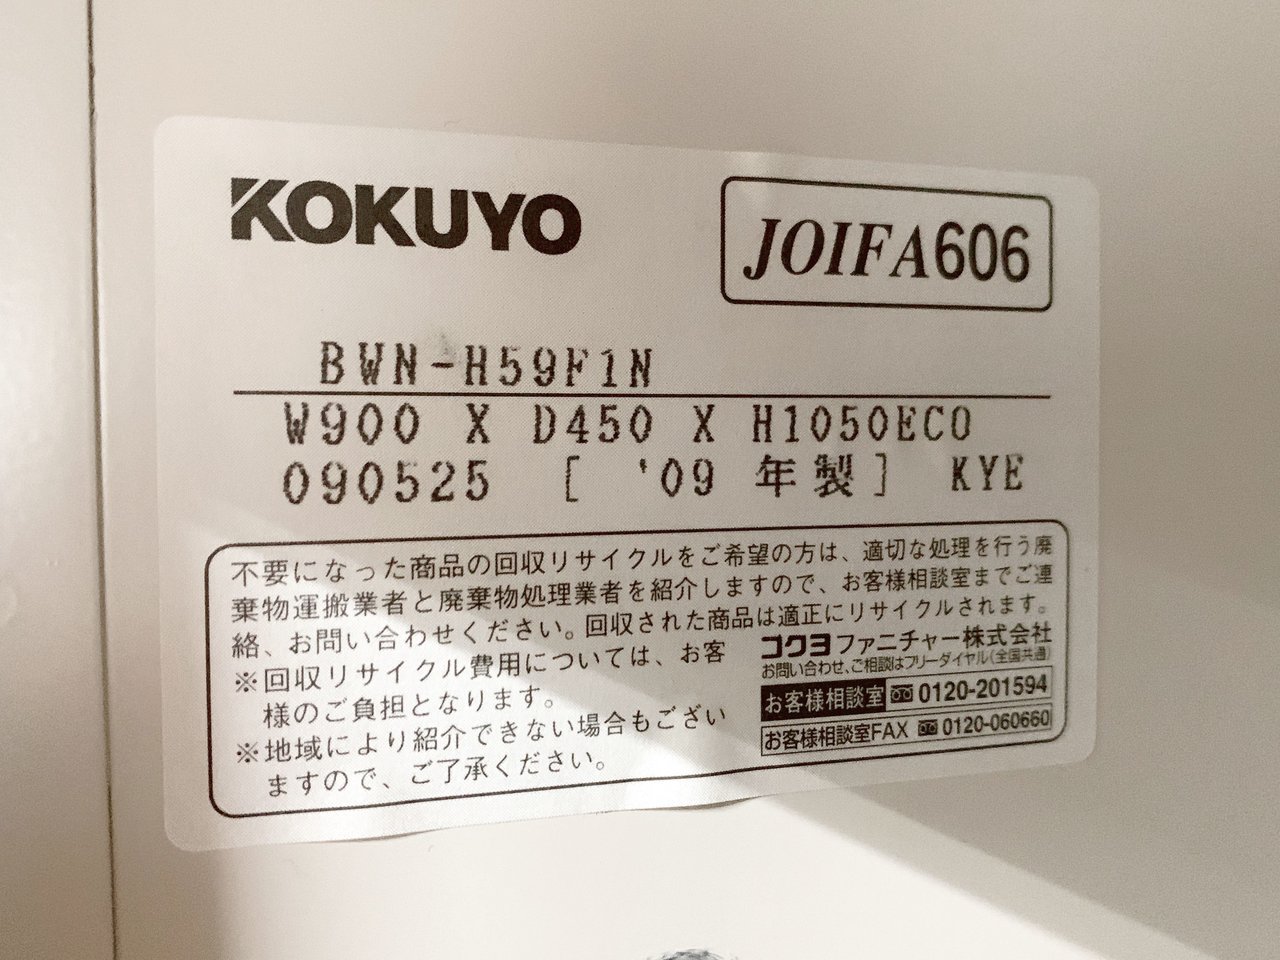 KOKUYO
JOIFA606
BWN-H59F1N
W900 X D450 X H1050ECO
090525 [ '09 年製] KYE
不要になった商品の回収リサイクルをご希望の方は、適切な処理を行う廃
棄物運搬業者と廃棄物処理業者を紹介しますので、お客様相談室までご連
絡、お問い合わせください。回収された商品は適正にリサイクルされます。
※回収リサイクル費用については、お客
様のご負担となります。
※地域により紹介できない場合もござい
ますので、ご了承ください。
コクヨファニチャー株式会社
お問い合わせ、ご相談はフリーダイヤル(全国共通)
お客様相談室 0120-201594
お客様相談室FAX 0120-060660